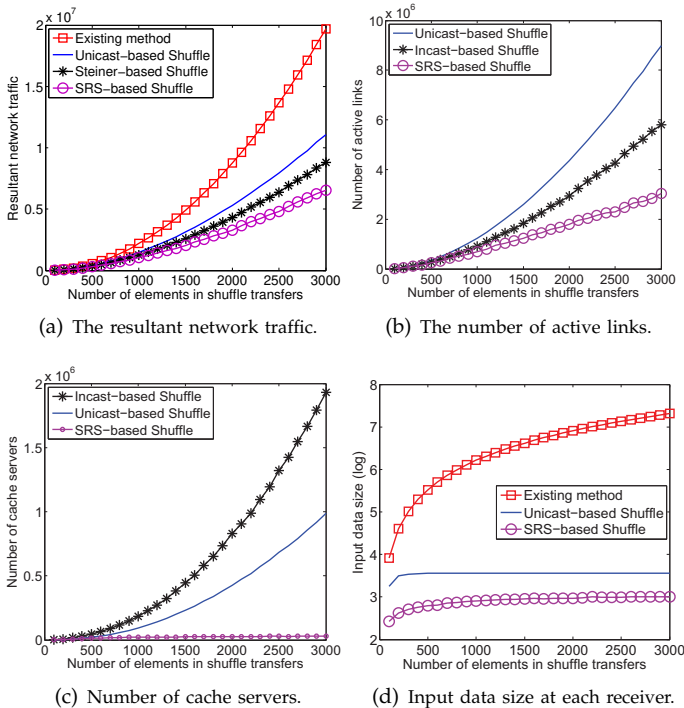 x 10^7
2
1.5
1
0.5
0
Resultant network traffic
Existing method
Unicast−based Shuffle
Steiner−based Shuffle
SRS−based Shuffle
0 500 1000 1500 2000 2500 3000
Number of elements in shuffle transfers
(a) The resultant network traffic.
x 10^6
10
8
6
4
2
0
Number of active links
Unicast−based Shuffle
Incast−based Shuffle
SRS−based Shuffle
0 500 1000 1500 2000 2500 3000
Number of elements in shuffle transfers
(b) The number of active links.
x 10^6
2
1.5
1
0.5
0
Number of cache servers
Incast−based Shuffle
Unicast−based Shuffle
SRS−based Shuffle
0 500 1000 1500 2000 2500 3000
Number of elements in shuffle transfers
(c) Number of cache servers.
8
7
6
5
4
3
2
Input data size (log)
Existing method
Unicast−based Shuffle
SRS−based Shuffle
0 500 1000 1500 2000 2500 3000
Number of elements in shuffle transfers
(d) Input data size at each receiver.